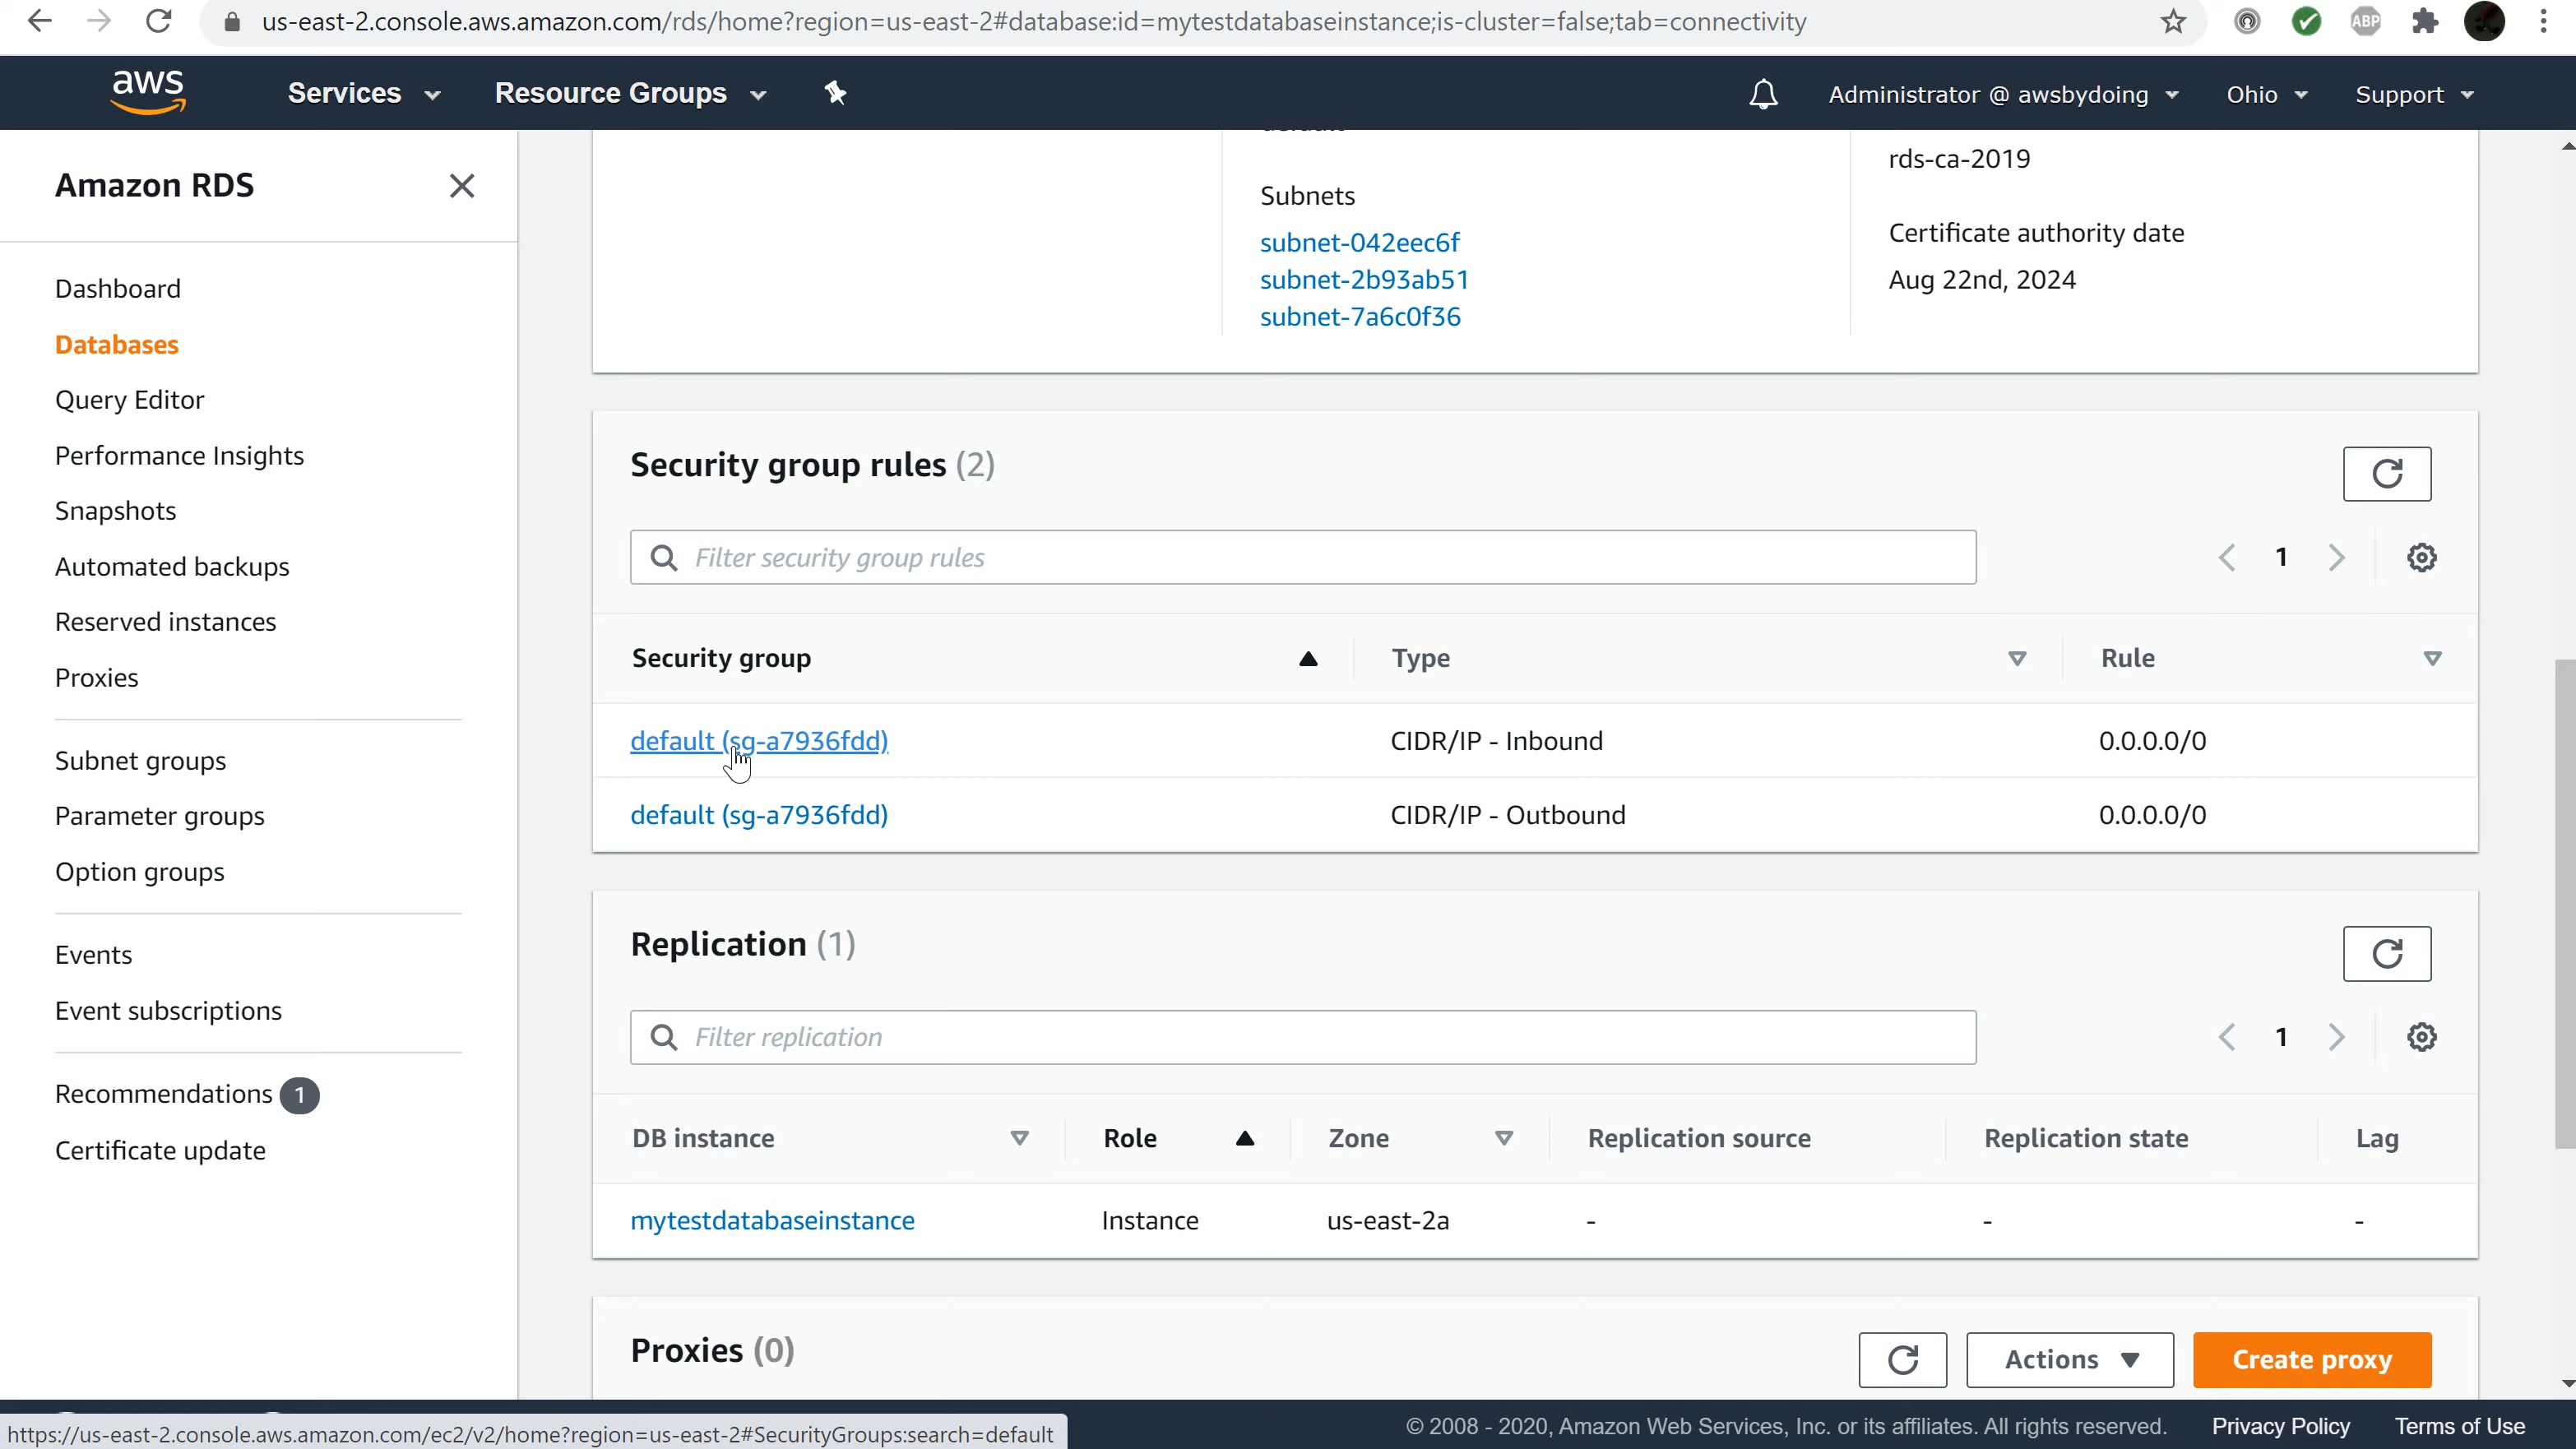 us-east-2.console.aws.amazon.com/rds/home?region=us-east-2#database:id=mytestdatabaseinstance;is-cluster=false;tab=connectivity
ABP
aws
Services
Resource Groups
Administrator @ awsbydoing
Ohio
Support
Amazon RDS
Dashboard
Databases
Query Editor
Performance Insights
Snapshots
Automated backups
Reserved instances
Proxies
Subnet groups
Parameter groups
Option groups
Events
Event subscriptions
Recommendations 1
Certificate update
Subnets
subnet-042eec6f
subnet-2b93ab51
subnet-7a6c0f36
rds-ca-2019
Certificate authority date
Aug 22nd, 2024
Security group rules (2)
Filter security group rules
1
Security group Type Rule
default (sg-a7936fdd) CIDR/IP - Inbound 0.0.0.0/0
default (sg-a7936fdd) CIDR/IP - Outbound 0.0.0.0/0
Replication (1)
Filter replication
1
DB instance Role Zone Replication source Replication state Lag
mytestdatabaseinstance Instance us-east-2a - - -
Proxies (0)
Actions
Create proxy
https://us-east-2.console.aws.amazon.com/ec2/v2/home?region=us-east-2#SecurityGroups:search=default
© 2008 - 2020, Amazon Web Services, Inc. or its affiliates. All rights reserved. Privacy Policy Terms of Use